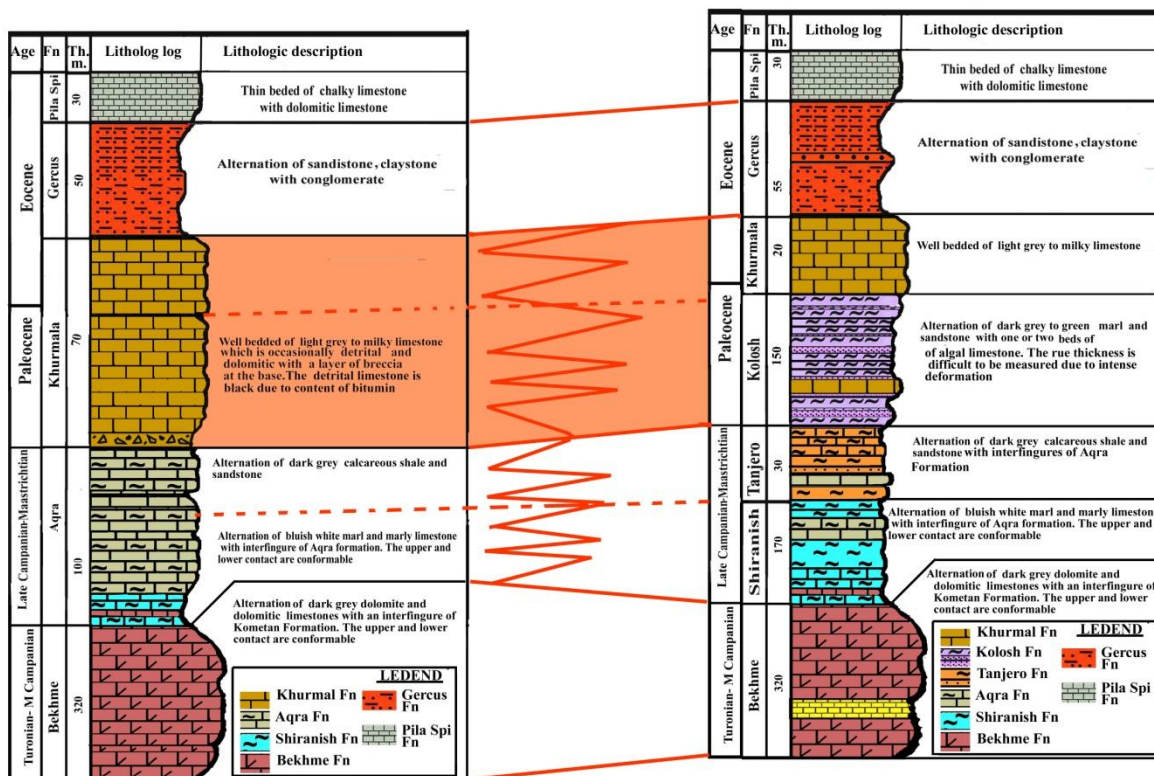 Age Fn Th. m. Litholog log Lithologic description
Eocene
Paleocene
Late Campanian-Maastrichtian
Turonian- M Campanian
Pila Spi
Gercus
Khurmala
Aqra
Bekhme
30
50
70
100
320
Thin beded of chalky limestone
with dolomitic limestone
Alternation of sandistone, claystone
with conglomerate
Well bedded of light grey to milky limestone
which is occasionally detrital and
dolomitic with a layer of breccia
at the base. The detrital limestone is
black due to content of bitumin
Alternation of dark grey calcareous shale and
sandstone
Alternation of bluish white marl and marly limestone
with interfingure of Aqra formation. The upper and
lower contact are conformable
Alternation of dark grey dolomite and
dolomitic limestones with an interfingure of
Kometan Formation. The upper and lower
contact are conformable
LEDEND
Khurmal Fn
Aqra Fn
Shiranish Fn
Bekhme Fn
Gercus
Fn
Pila Spi
Fn
Age Fn Th. m. Litholog log Lithologic description
Eocene
Paleocene
Late Campanian-Maastrichtian
Turonian- M Campanian
Pila Spi
Gercus
Khurmala
Kolosh
Tanjero
Shiranish
Bekhme
30
55
20
150
30
170
320
Thin beded of chalky limestone
with dolomitic limestone
Alternation of sandistone, claystone
with conglomerate
Well bedded of light grey to milky limestone
Alternation of dark grey to green marl and
sandstone with one or two beds of
of algal limestone. The rue thickness is
difficult to be measured due to intense
deformation
Alternation of dark grey calcareous shale and
sandstone with interfingures of Aqra
Formation
Alternation of bluish white marl and marly limestone
with interfingure of Aqra formation. The upper and
lower contact are conformable
Alternation of dark grey dolomite and
dolomitic limestones with an interfingure of
Kometan Formation. The upper and lower
contact are conformable
LEGEND
Khurmal Fn
Kolosh Fn
Tanjero Fn
Aqra Fn
Shiranish Fn
Bekhme Fn
Gercus
Fn
Pila Spi
Fn